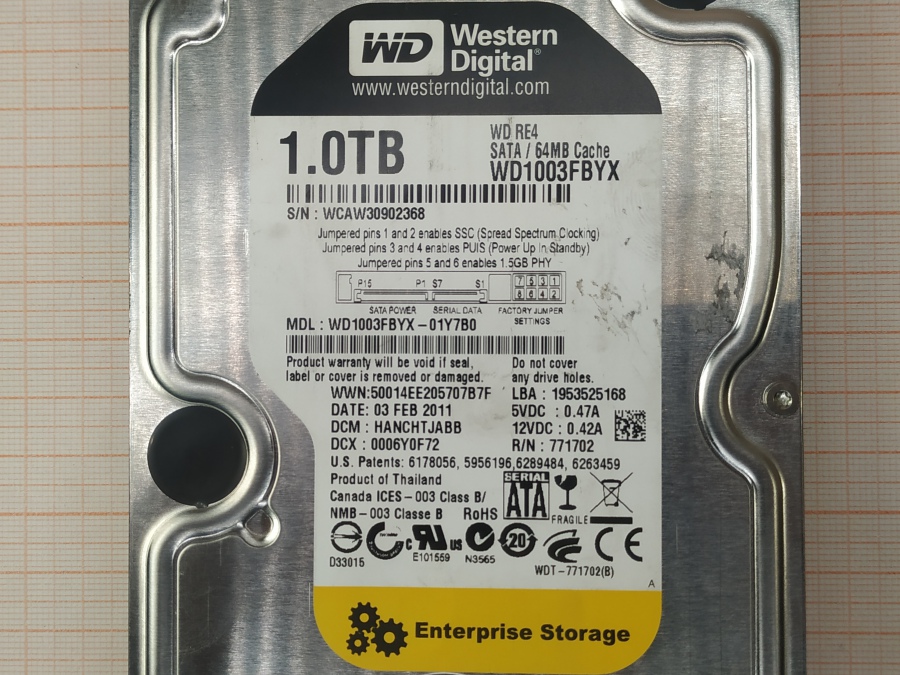 WD Western
Digital®
www.westerndigital.com
1.0TB
WD RE4
SATA / 64MB Cache
WD1003FBYX
S/N : WCAW30902368
Jumpered pins 1 and 2 enables SSC (Spread Spectrum Clocking)
Jumpered pins 3 and 4 enables PUIS (Power Up In Standby)
Jumpered pins 5 and 6 enables 1.5GB PHY
P15 P1 S7 S1 7 5 3 1
8 6 4 2
SATA POWER SERIAL DATA FACTORY JUMPER
SETTINGS
MDL : WD1003FBYX-01Y7B0
Product warranty will be void if seal,
label or cover is removed or damaged.
Do not cover
any drive holes.
WWN:50014EE205707B7F LBA : 1953525168
DATE: 03 FEB 2011 5VDC : 0.47A
DCM : HANCHTJABB 12VDC : 0.42A
DCX : 0006Y0F72 R/N : 771702
U.S. Patents: 6178056, 5956196,6289484, 6263459
Product of Thailand
Canada ICES-003 Class B/
NMB-003 Classe B RoHS
SERIAL
ATA
FRAGILE
D33015
c UR us
E101559
N3565
20
CE
WDT-771702(B)
A
Enterprise Storage